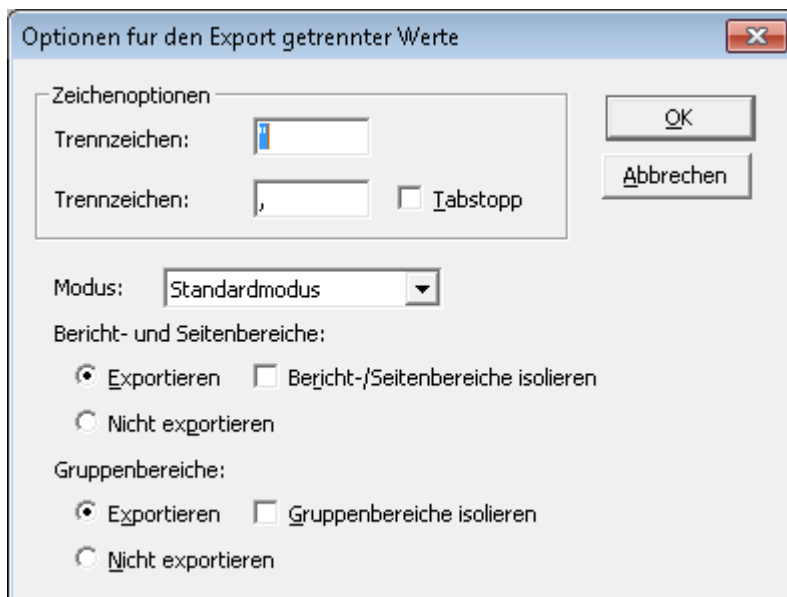 Optionen fur den Export getrennter Werte
Zeichenoptionen
Trennzeichen: "
OK
Trennzeichen: , Tabstopp
Abbrechen
Modus: Standardmodus
Bericht- und Seitenbereiche:
Exportieren Bericht-/Seitenbereiche isolieren
Nicht exportieren
Gruppenbereiche:
Exportieren Gruppenbereiche isolieren
Nicht exportieren